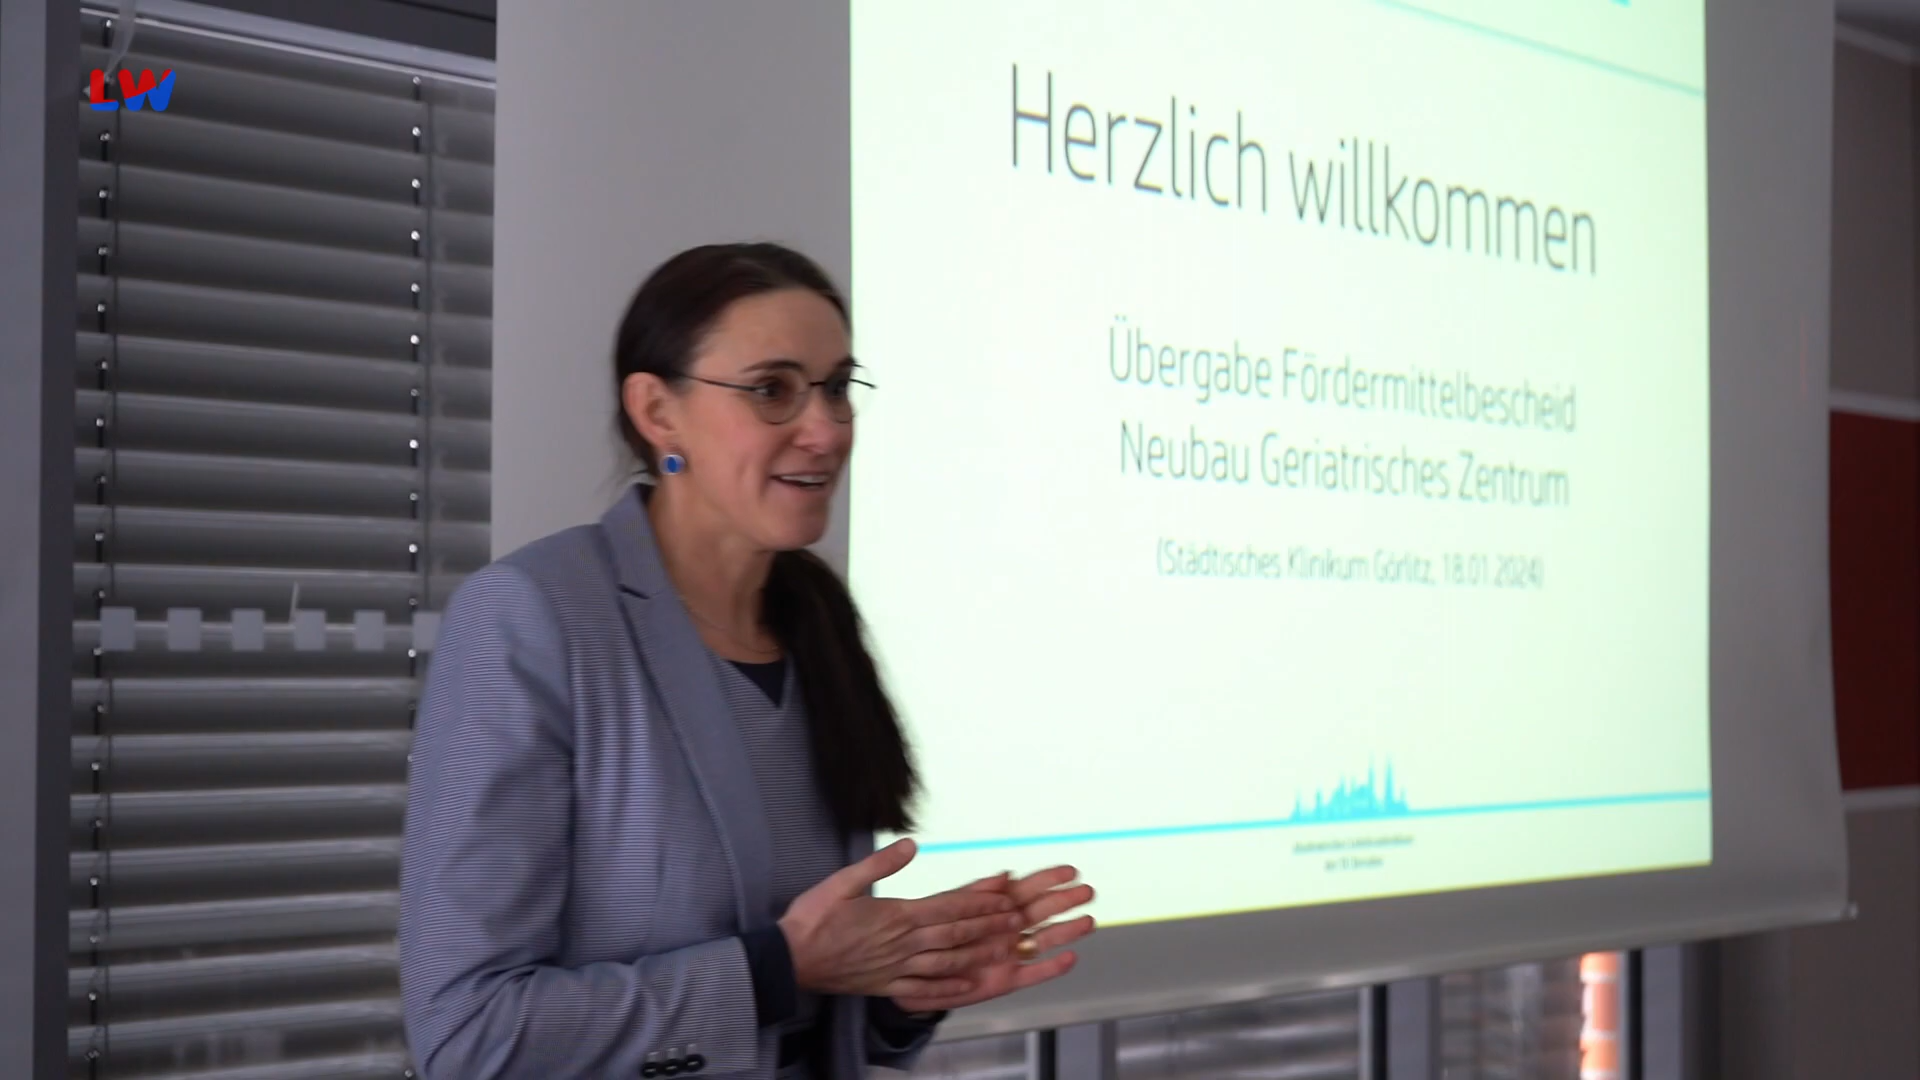 LW
Herzlich willkommen
Übergabe Fördermittelbescheid
Neubau Geriatrisches Zentrum
(Städtisches Klinikum Görlitz, 18.01.2024)